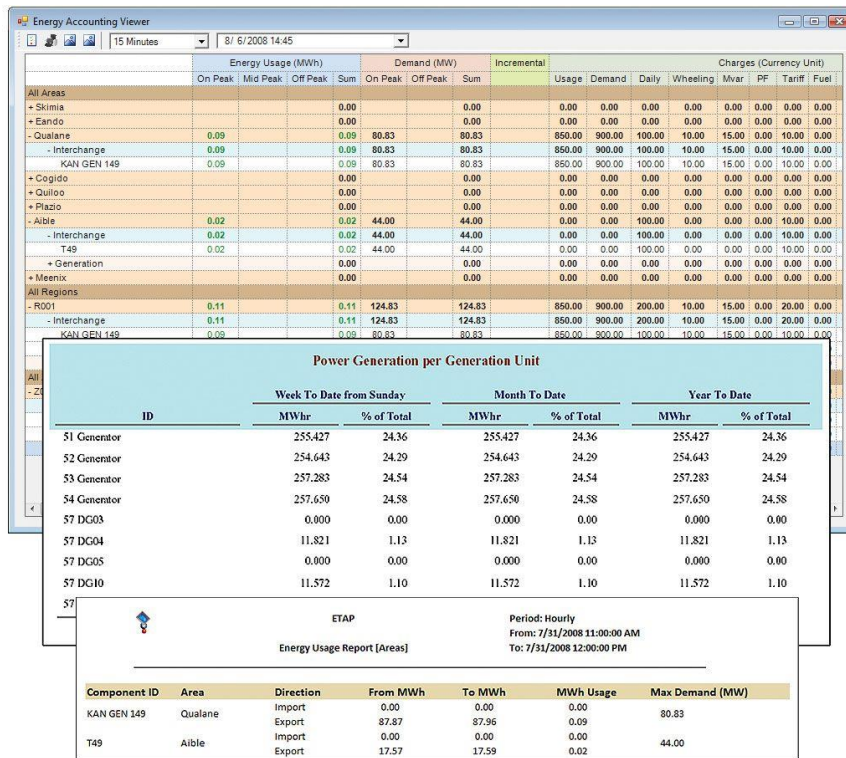 Energy Accounting Viewer
15 Minutes 8/ 6/2008 14:45
Energy Usage (MWh) Demand (MW) Incremental Charges (Currency Unit)
On Peak Mid Peak Off Peak Sum On Peak Off Peak Sum Usage Demand Daily Wheeling Mvar PF Tariff Fuel
All Areas
+ Skimia 0.00 0.00 0.00 0.00 0.00 0.00 0.00 0.00 0.00 0.00
+ Eando 0.00 0.00 0.00 0.00 0.00 0.00 0.00 0.00 0.00 0.00
- Qualane 0.09 0.09 80.83 80.83 850.00 900.00 100.00 10.00 15.00 0.00 10.00 0.00
- Interchange 0.09 0.09 80.83 80.83 850.00 900.00 100.00 10.00 15.00 0.00 10.00 0.00
KAN GEN 149 0.09 0.09 80.83 80.83 850.00 900.00 100.00 10.00 15.00 0.00 10.00 0.00
+ Cogido 0.00 0.00 0.00 0.00 0.00 0.00 0.00 0.00 0.00 0.00
+ Quiloo 0.00 0.00 0.00 0.00 0.00 0.00 0.00 0.00 0.00 0.00
+ Plazio 0.00 0.00 0.00 0.00 0.00 0.00 0.00 0.00 0.00 0.00
- Aible 0.02 0.02 44.00 44.00 0.00 0.00 100.00 0.00 0.00 0.00 10.00 0.00
- Interchange 0.02 0.02 44.00 44.00 0.00 0.00 100.00 0.00 0.00 0.00 10.00 0.00
T49 0.02 0.02 44.00 44.00 0.00 0.00 100.00 0.00 0.00 0.00 10.00 0.00
+ Generation 0.00 0.00 0.00 0.00 0.00 0.00 0.00 0.00 0.00 0.00
+ Meenix 0.00 0.00 0.00 0.00 0.00 0.00 0.00 0.00 0.00 0.00
All Regions
- R001 0.11 0.11 124.83 124.83 850.00 900.00 200.00 10.00 15.00 0.00 20.00 0.00
- Interchange 0.11 0.11 124.83 124.83 850.00 900.00 200.00 10.00 15.00 0.00 20.00 0.00
KAN GEN 149 0.09 0.09 80.83 80.83 850.00 900.00 100.00 10.00 15.00 0.00 10.00 0.00
All
Power Generation per Generation Unit
Week To Date from Sunday Month To Date Year To Date
ID MWhr % of Total MWhr % of Total MWhr % of Total
51 Generator 255.427 24.36 255.427 24.36 255.427 24.36
52 Generator 254.643 24.29 254.643 24.29 254.643 24.29
53 Generator 257.283 24.54 257.283 24.54 257.283 24.54
54 Generator 257.650 24.58 257.650 24.58 257.650 24.58
57 DG03 0.000 0.00 0.000 0.00 0.000 0.00
57 DG04 11.821 1.13 11.821 1.13 11.821 1.13
57 DG05 0.000 0.00 0.000 0.00 0.000 0.00
57 DG10 11.572 1.10 11.572 1.10 11.572 1.10
57
ETAP Period: Hourly
From: 7/31/2008 11:00:00 AM
Energy Usage Report [Areas] To: 7/31/2008 12:00:00 PM
Component ID Area Direction From MWh To MWh MWh Usage Max Demand (MW)
KAN GEN 149 Qualane Import 0.00 0.00 0.00 80.83
Export 87.87 87.96 0.09
T49 Aible Import 0.00 0.00 0.00 44.00
Export 17.57 17.59 0.02